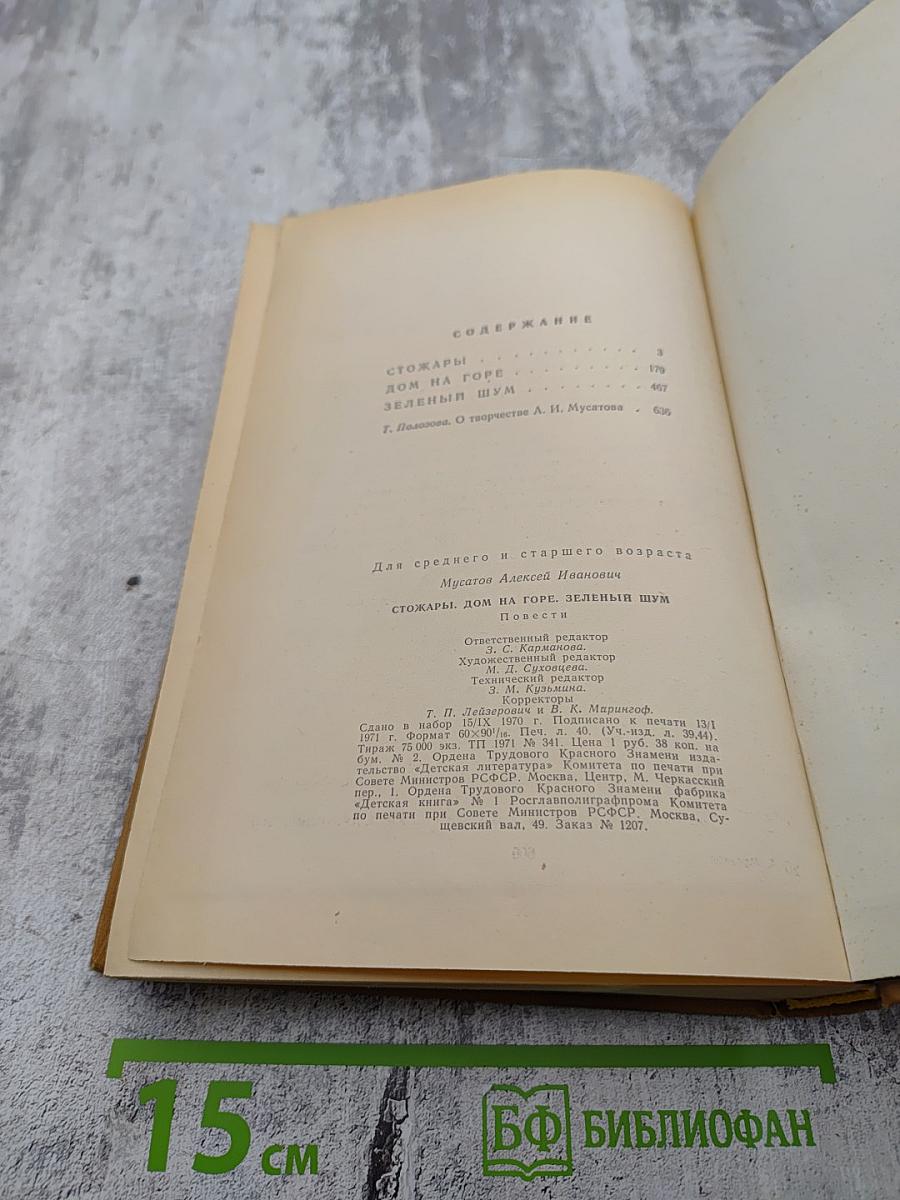 СОДЕРЖАНИЕ
СТОЖАРЫ . . . . . . . . . . . 3
ДОМ НА ГОРЕ . . . . . . . . . 179
ЗЕЛЕНЫЙ ШУМ . . . . . . . . 467
Т. Полозова. О творчестве А. И. Мусатова . 636
Для среднего и старшего возраста
Мусатов Алексей Иванович
СТОЖАРЫ. ДОМ НА ГОРЕ. ЗЕЛЕНЫЙ ШУМ
Повести
Ответственный редактор
З. С. Карманова.
Художественный редактор
М. Д. Суховцева.
Технический редактор
З. М. Кузьмина.
Корректоры
Т. П. Лейзерович и В. К. Марингоф.
Сдано в набор 15/IX 1970 г. Подписано к печати 13/I
1971 г. Формат 60×90¹/₁₆. Печ. л. 40. (Уч.-изд. л. 39,44).
Тираж 75 000 экз. ТП 1971 № 341. Цена 1 руб. 38 коп. на
бум. № 2. Ордена Трудового Красного Знамени изда-
тельство «Детская литература» Комитета по печати при
Совете Министров РСФСР. Москва, Центр, М. Черкасский
пер., 1. Ордена Трудового Красного Знамени фабрика
«Детская книга» № 1 Росглавполиграфпрома Комитета
по печати при Совете Министров РСФСР. Москва, Су-
щевский вал, 49. Заказ № 1207.
15 см
БФ БИБЛИОФАН